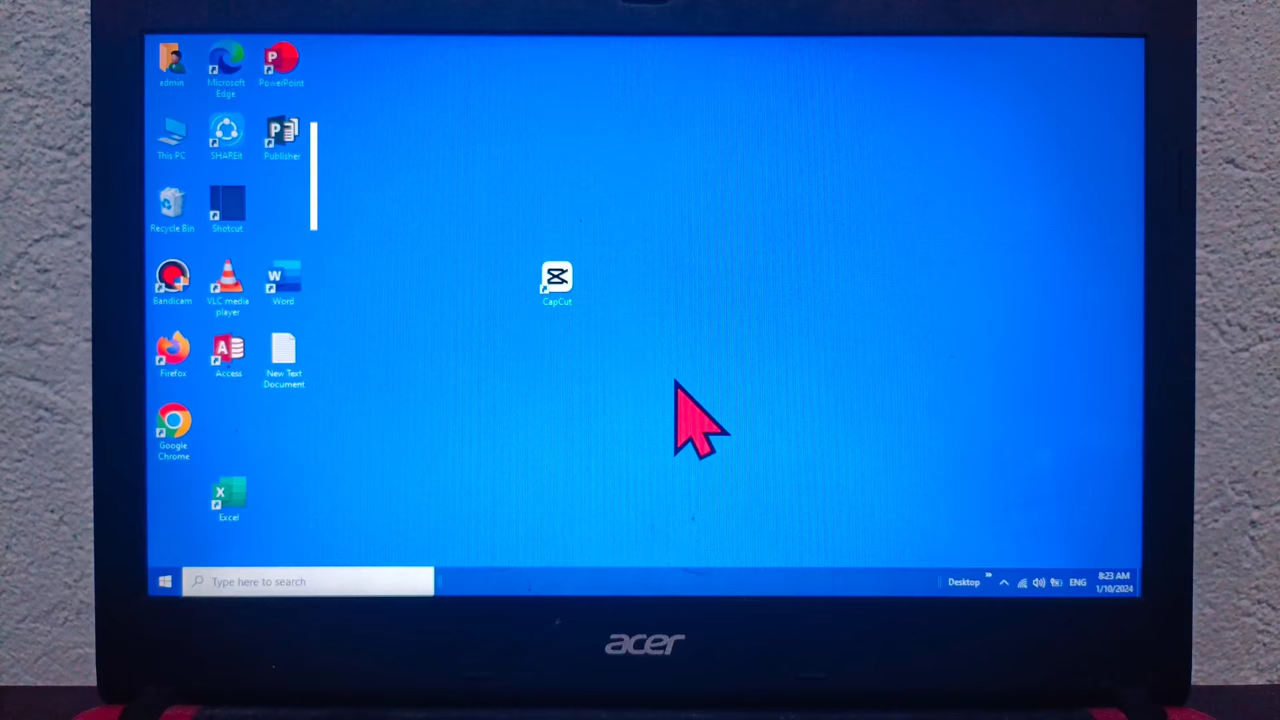 admin
Microsoft
Edge
PowerPoint
This PC
SHAREit
Publisher
Recycle Bin
Shotcut
Bandicam
VLC media
player
Word
CapCut
Firefox
Access
New Text
Document
Google
Chrome
Excel
Type here to search
Desktop
ENG
8:23 AM
1/10/2024
acer